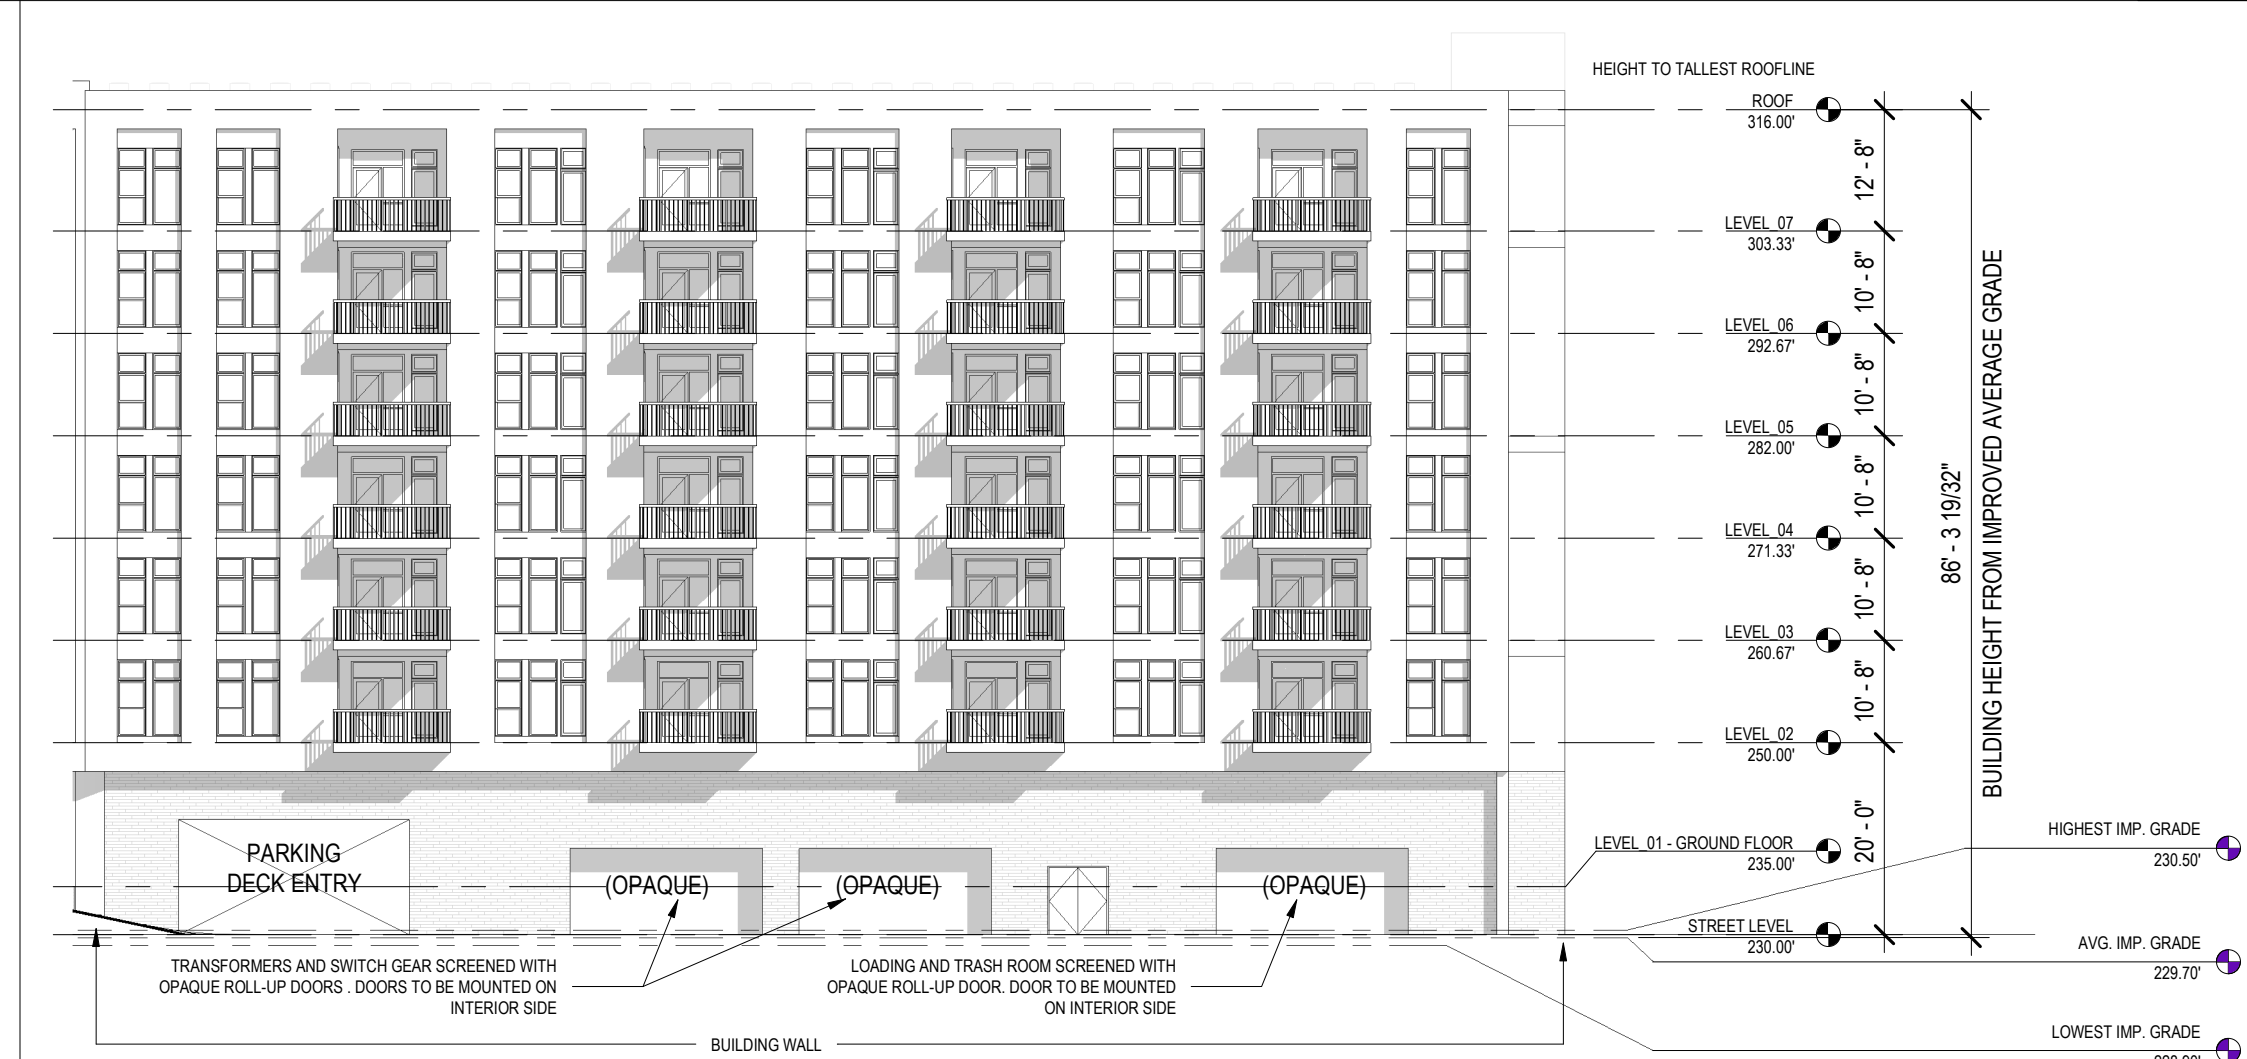 HEIGHT TO TALLEST ROOFLINE
ROOF
316.00'
12' - 8"
LEVEL_07
303.33'
10' - 8"
LEVEL_06
292.67'
10' - 8"
LEVEL_05
282.00'
10' - 8"
LEVEL_04
271.33'
10' - 8"
LEVEL_03
260.67'
10' - 8"
LEVEL_02
250.00'
20' - 0"
LEVEL_01 - GROUND FLOOR
235.00'
STREET LEVEL
230.00'
86' - 3 19/32"
BUILDING HEIGHT FROM IMPROVED AVERAGE GRADE
HIGHEST IMP. GRADE
230.50'
AVG. IMP. GRADE
229.70'
LOWEST IMP. GRADE
PARKING
DECK ENTRY
(OPAQUE)
(OPAQUE)
(OPAQUE)
TRANSFORMERS AND SWITCH GEAR SCREENED WITH
OPAQUE ROLL-UP DOORS . DOORS TO BE MOUNTED ON
INTERIOR SIDE
LOADING AND TRASH ROOM SCREENED WITH
OPAQUE ROLL-UP DOOR. DOOR TO BE MOUNTED
ON INTERIOR SIDE
BUILDING WALL